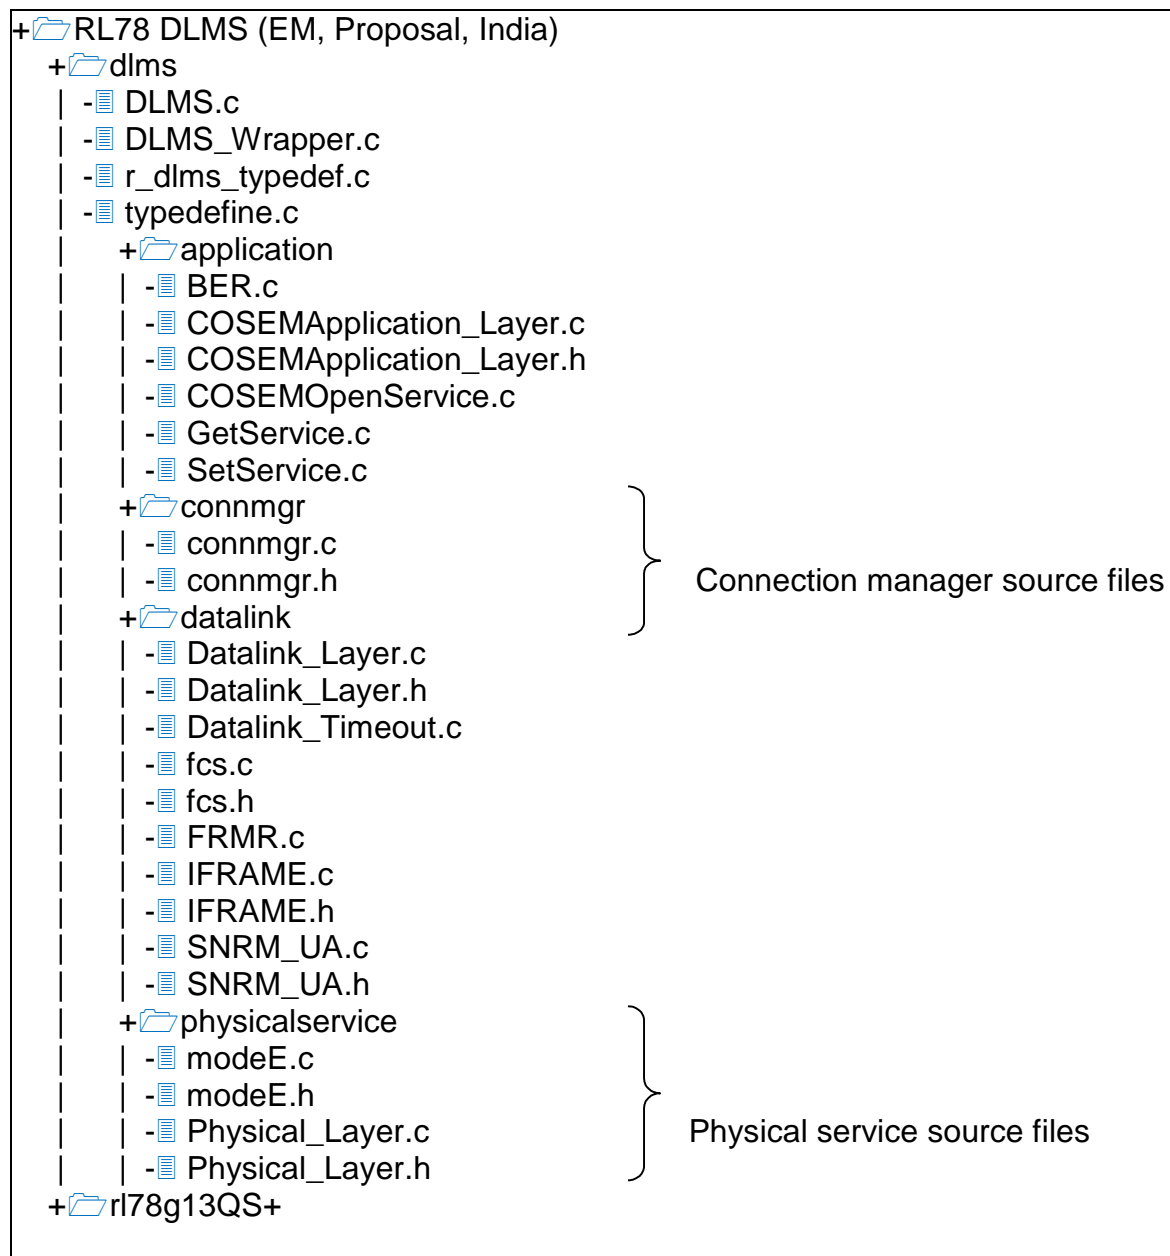 +RL78 DLMS (EM, Proposal, India)
+dlms
| - DLMS.c
| - DLMS_Wrapper.c
| - r_dlms_typedef.c
| - typedefine.c
| +application
| | - BER.c
| | - COSEMApplication_Layer.c
| | - COSEMApplication_Layer.h
| | - COSEMOpenService.c
| | - GetService.c
| | - SetService.c
| +connmgr
| | - connmgr.c
| | - connmgr.h Connection manager source files
| +datalink
| | - Datalink_Layer.c
| | - Datalink_Layer.h
| | - Datalink_Timeout.c
| | - fcs.c
| | - fcs.h
| | - FRMR.c
| | - IFRAME.c
| | - IFRAME.h
| | - SNRM_UA.c
| | - SNRM_UA.h
| +physicalservice
| | - modeE.c
| | - modeE.h
| | - Physical_Layer.c Physical service source files
| | - Physical_Layer.h
+rl78g13QS+